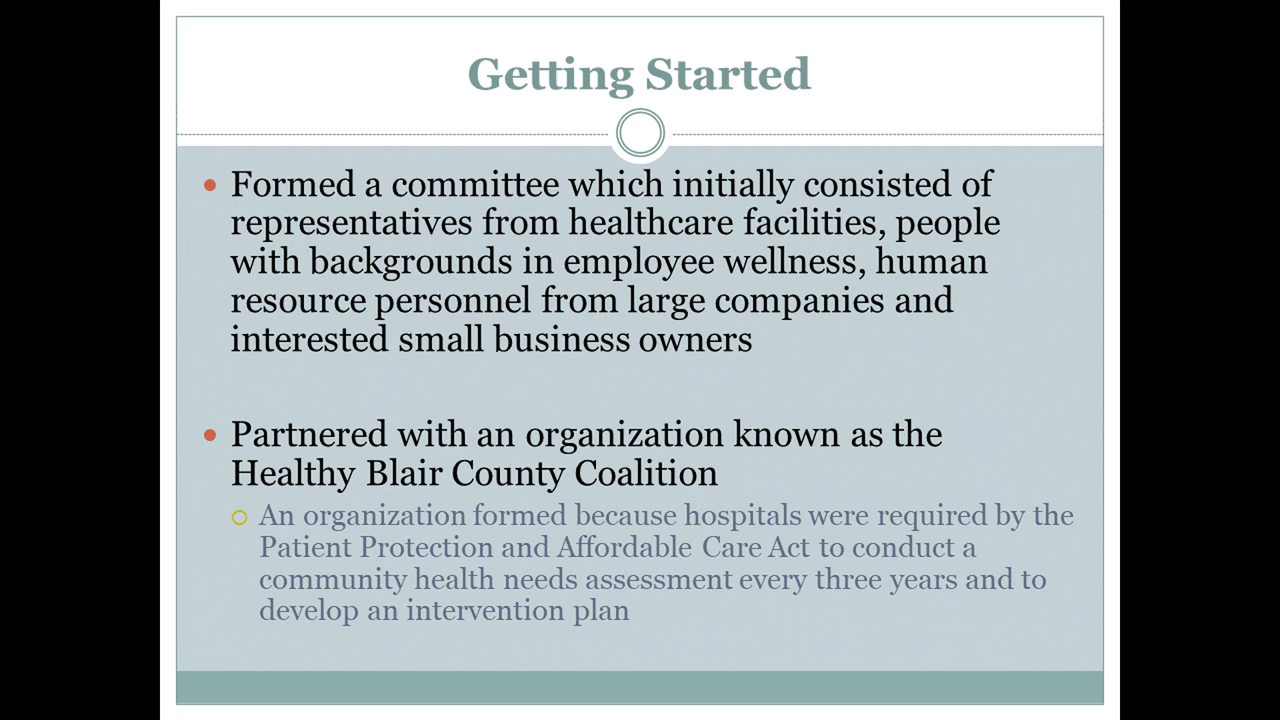 Getting Started
Formed a committee which initially consisted of
representatives from healthcare facilities, people
with backgrounds in employee wellness, human
resource personnel from large companies and
interested small business owners
Partnered with an organization known as the
Healthy Blair County Coalition
An organization formed because hospitals were required by the
Patient Protection and Affordable Care Act to conduct a
community health needs assessment every three years and to
develop an intervention plan